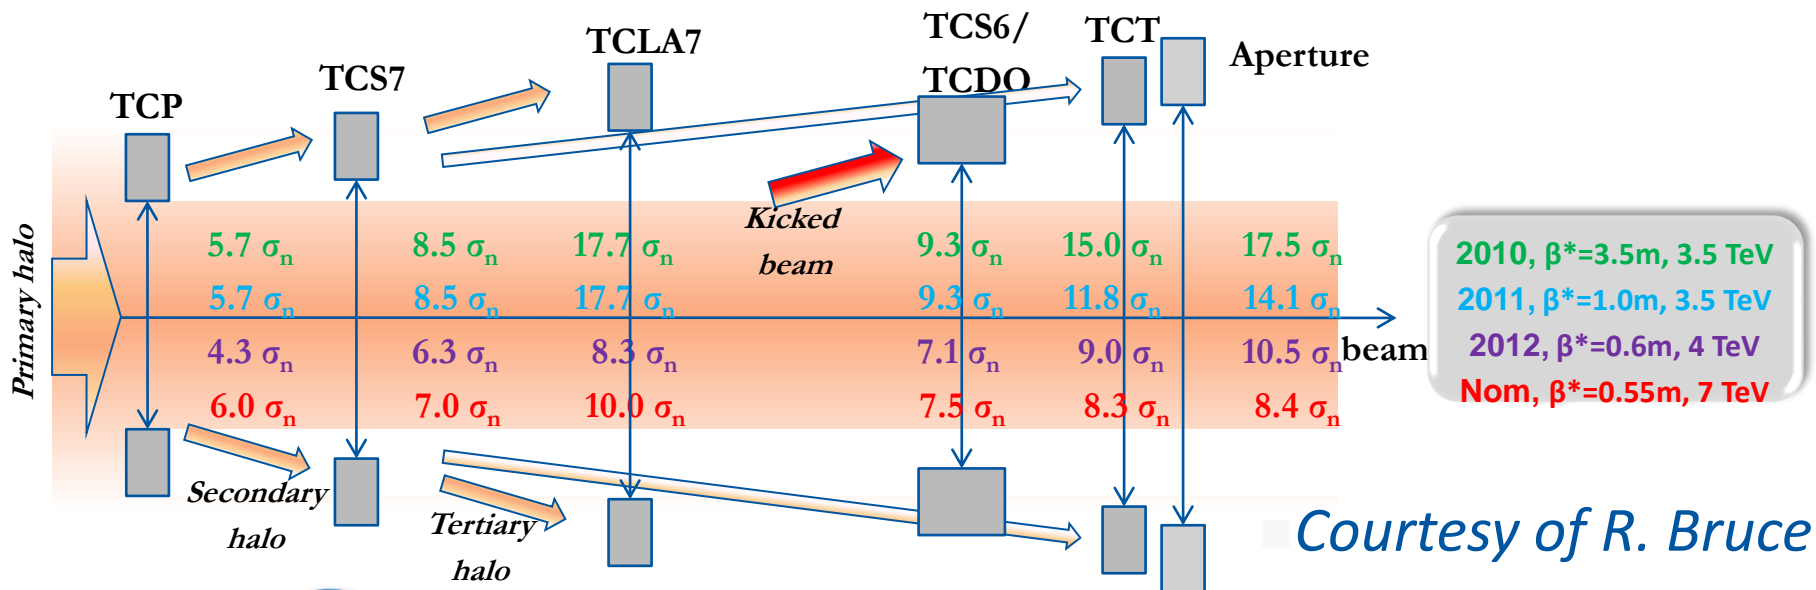 TCP
TCS7
TCLA7
TCS6/
TCDQ
TCT
Aperture
Primary halo
Kicked
beam
5.7 σn 8.5 σn 17.7 σn 9.3 σn 15.0 σn 17.5 σn
5.7 σn 8.5 σn 17.7 σn 9.3 σn 11.8 σn 14.1 σn
4.3 σn 6.3 σn 8.3 σn 7.1 σn 9.0 σn 10.5 σn
6.0 σn 7.0 σn 10.0 σn 7.5 σn 8.3 σn 8.4 σn
beam
2010, β*=3.5m, 3.5 TeV
2011, β*=1.0m, 3.5 TeV
2012, β*=0.6m, 4 TeV
Nom, β*=0.55m, 7 TeV
Secondary
halo
Tertiary
halo
Courtesy of R. Bruce